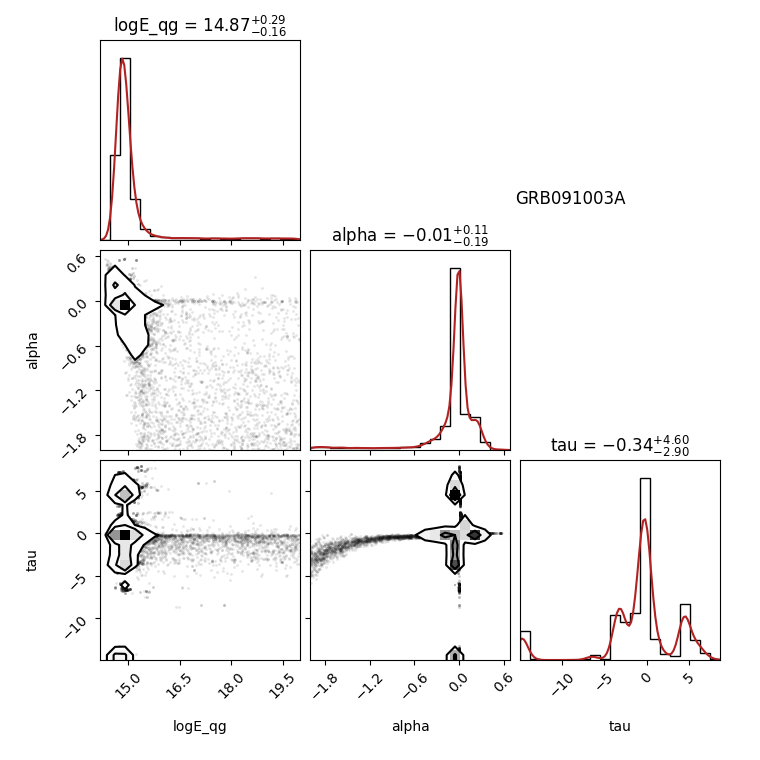 logE_qg = 14.87^{+0.29}_{-0.16}
GRB091003A
alpha = −0.01^{+0.11}_{-0.19}
0.6
0.0
−0.6
−1.2
−1.8
alpha
tau = −0.34^{+4.60}_{-2.90}
5
0
−5
−10
tau
15.0 16.5 18.0 19.5
−1.8 −1.2 −0.6 0.0 0.6
−10 −5 0 5
logE_qg alpha tau